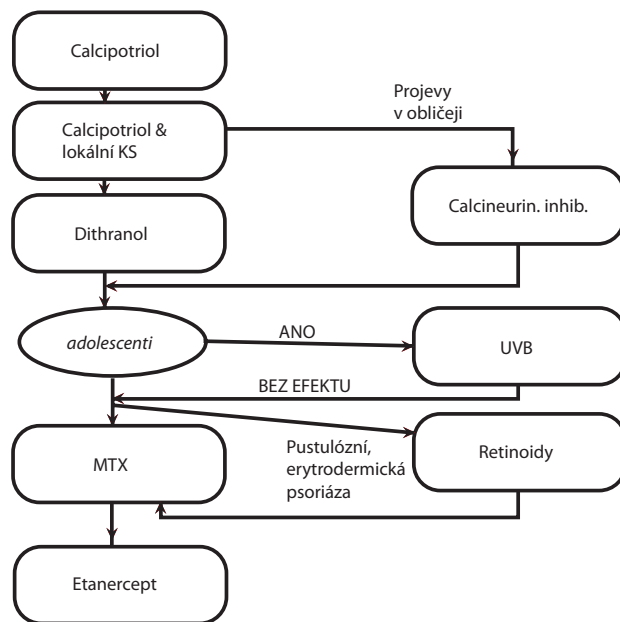 Calcipotriol
Projevy
v obličeji
Calcipotriol &
lokální KS
Calcineurin. inhib.
Dithranol
adolescenti
ANO
UVB
BEZ EFEKTU
MTX
Pustulózní,
erytrodermická
psoriáza
Retinoidy
Etanercept